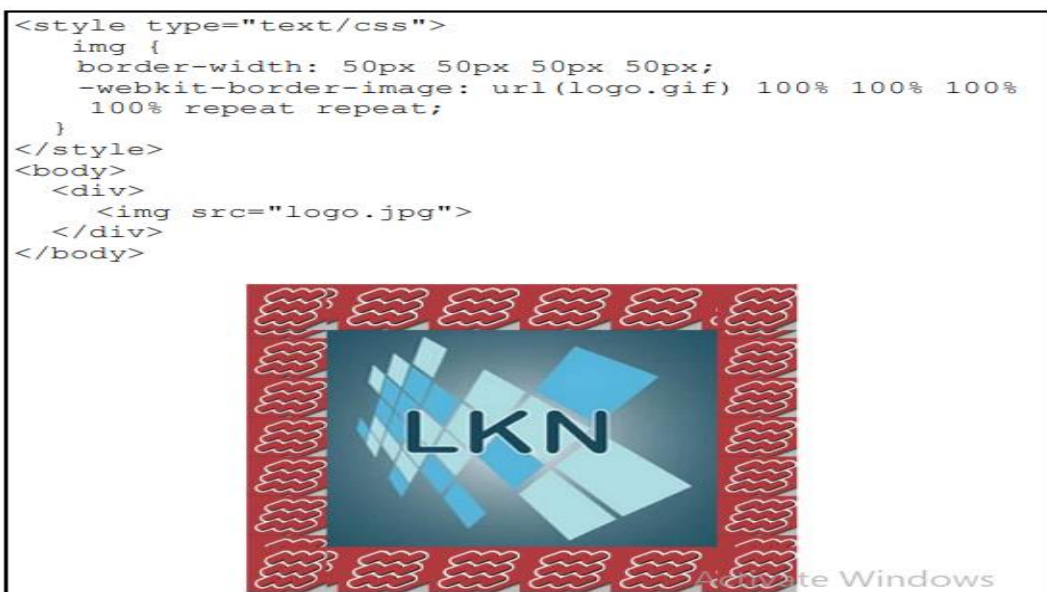 <style type="text/css">
img {
border-width: 50px 50px 50px 50px;
-webkit-border-image: url(logo.gif) 100% 100% 100%
100% repeat repeat;
}
</style>
<body>
<div>
<img src="logo.jpg">
</div>
</body>
LKN
Activate Windows